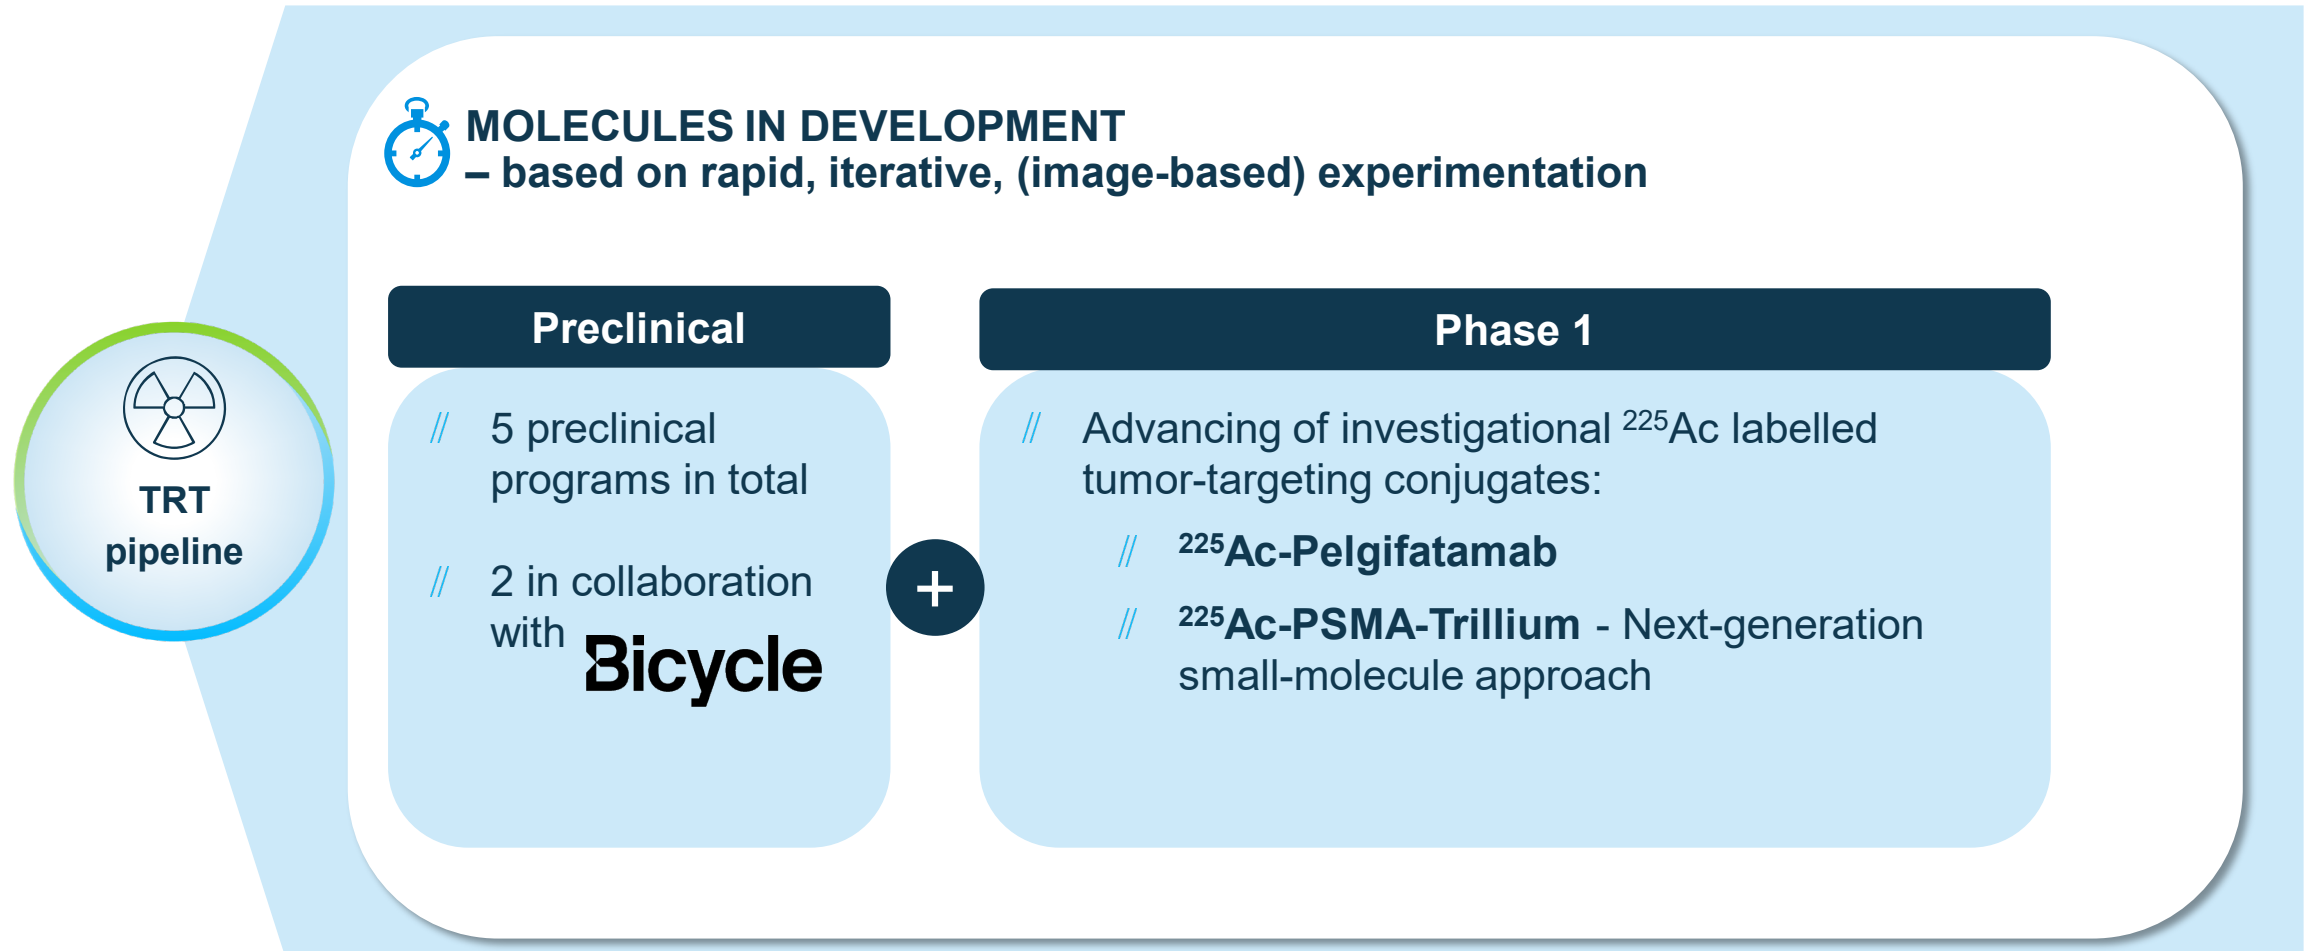 MOLECULES IN DEVELOPMENT
– based on rapid, iterative, (image-based) experimentation
TRT
pipeline
Preclinical
// 5 preclinical
programs in total
// 2 in collaboration
with Bicycle
+
Phase 1
// Advancing of investigational ²²⁵Ac labelled
tumor-targeting conjugates:
// ²²⁵Ac-Pelgifatamab
// ²²⁵Ac-PSMA-Trillium - Next-generation
small-molecule approach